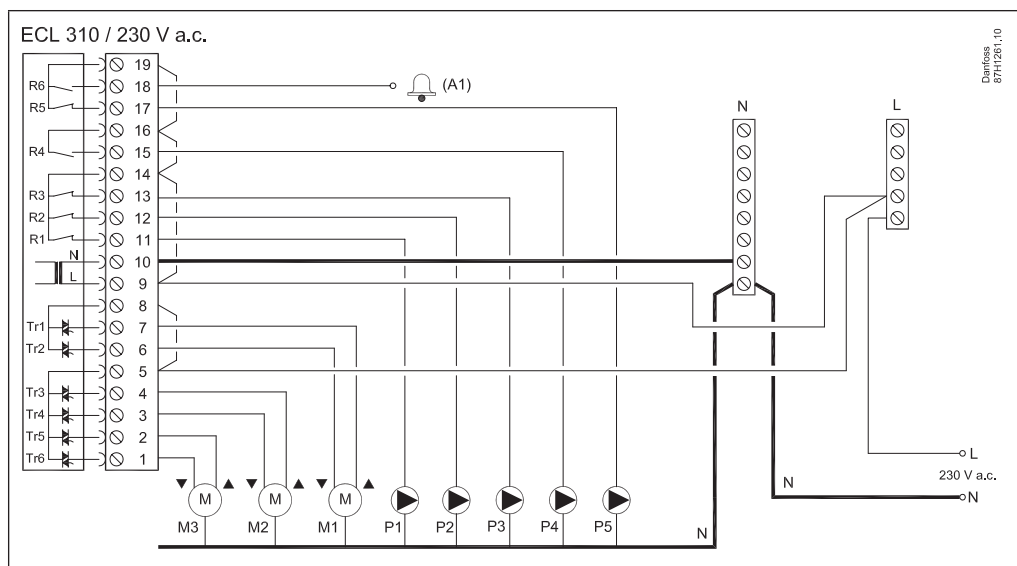 ECL 310 / 230 V a.c.
Danfoss
87H1261.10
19
R6 18 (A1)
R5 17
16
R4 15
14
R3 13
R2 12
R1 11
N 10
L 9
8
Tr1 7
Tr2 6
5
Tr3 4
Tr4 3
Tr5 2
Tr6 1
N
L
L
230 V a.c.
N
N
M M M
M3 M2 M1 P1 P2 P3 P4 P5
N